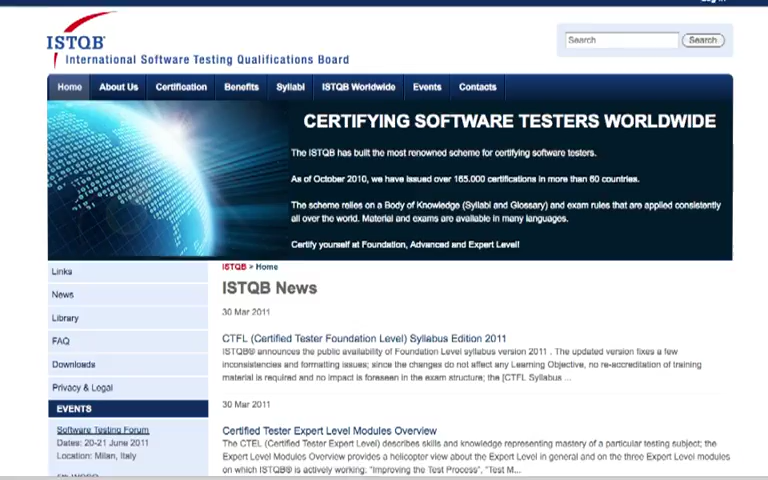 Log in
ISTQB®
International Software Testing Qualifications Board
Search Search
Home About Us Certification Benefits Syllabi ISTQB Worldwide Events Contacts
CERTIFYING SOFTWARE TESTERS WORLDWIDE
The ISTQB has built the most renowned scheme for certifying software testers.
As of October 2010, we have issued over 165.000 certifications in more than 60 countries.
The scheme relies on a Body of Knowledge (Syllabi and Glossary) and exam rules that are applied consistently
all over the world. Material and exams are available in many languages.
Certify yourself at Foundation, Advanced and Expert Level!
Links
News
Library
FAQ
Downloads
Privacy & Legal
EVENTS
Software Testing Forum
Dates: 20-21 June 2011
Location: Milan, Italy
ISTQB > Home
ISTQB News
30 Mar 2011
CTFL (Certified Tester Foundation Level) Syllabus Edition 2011
ISTQB® announces the public availability of Foundation Level syllabus version 2011 . The updated version fixes a few
inconsistencies and formatting issues; since the changes do not affect any Learning Objective, no re-accreditation of training
material is required and no impact is foreseen in the exam structure; the [CTFL Syllabus ...
30 Mar 2011
Certified Tester Expert Level Modules Overview
The CTEL (Certified Tester Expert Level) describes skills and knowledge representing mastery of a particular testing subject; the
Expert Level Modules Overview provides a helicopter view about the Expert Level in general and on the three Expert Level modules
on which ISTQB® is actively working: "Improving the Test Process", "Test M...